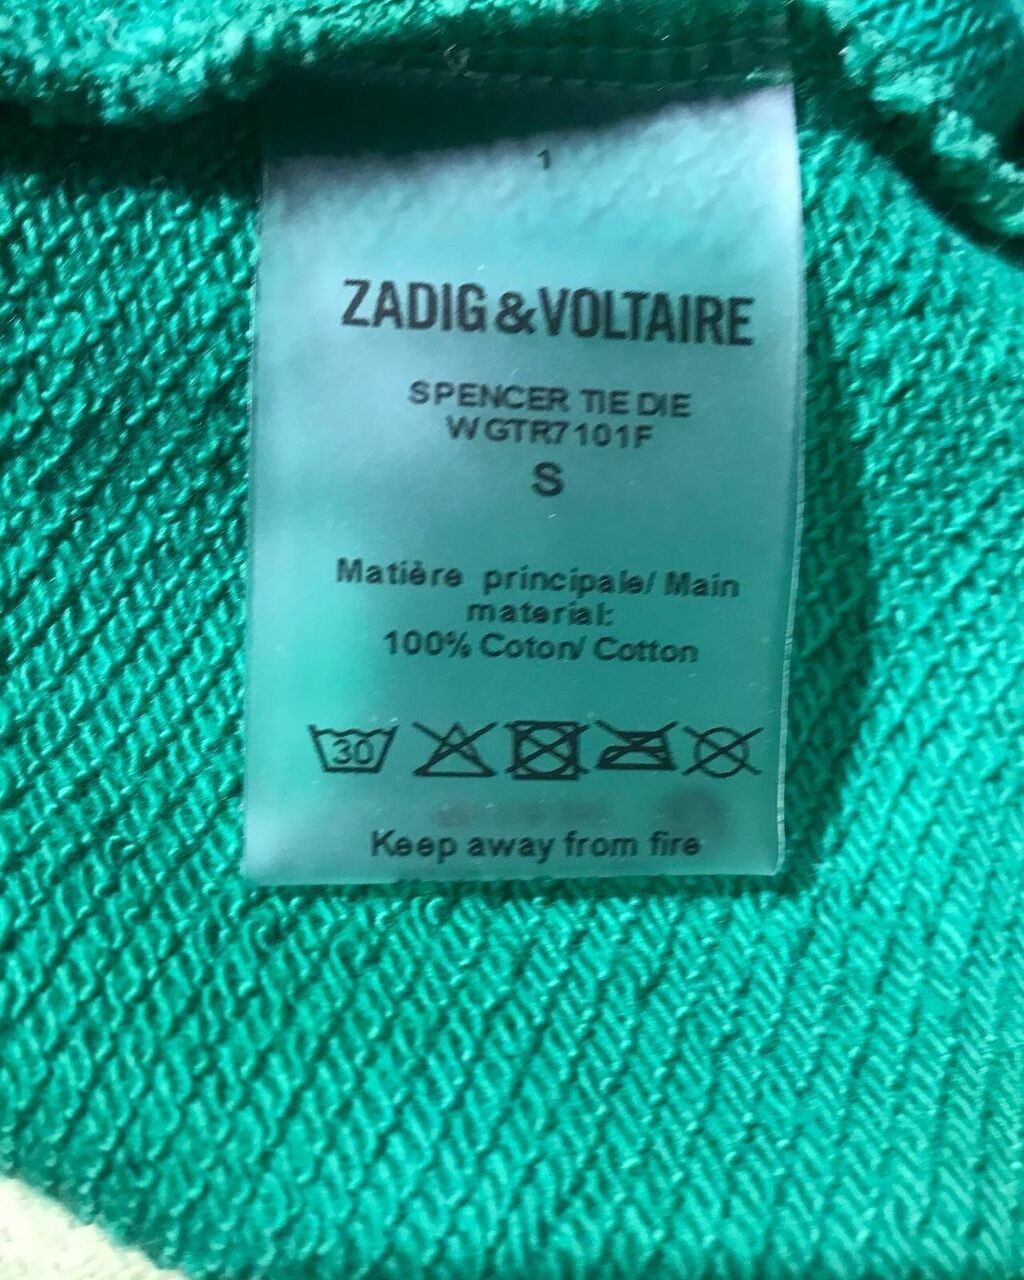 1
ZADIG & VOLTAIRE
SPENCER TIE DIE
WGTR7101F
S
Matière principale/ Main
material:
100% Coton/ Cotton
30
Keep away from fire